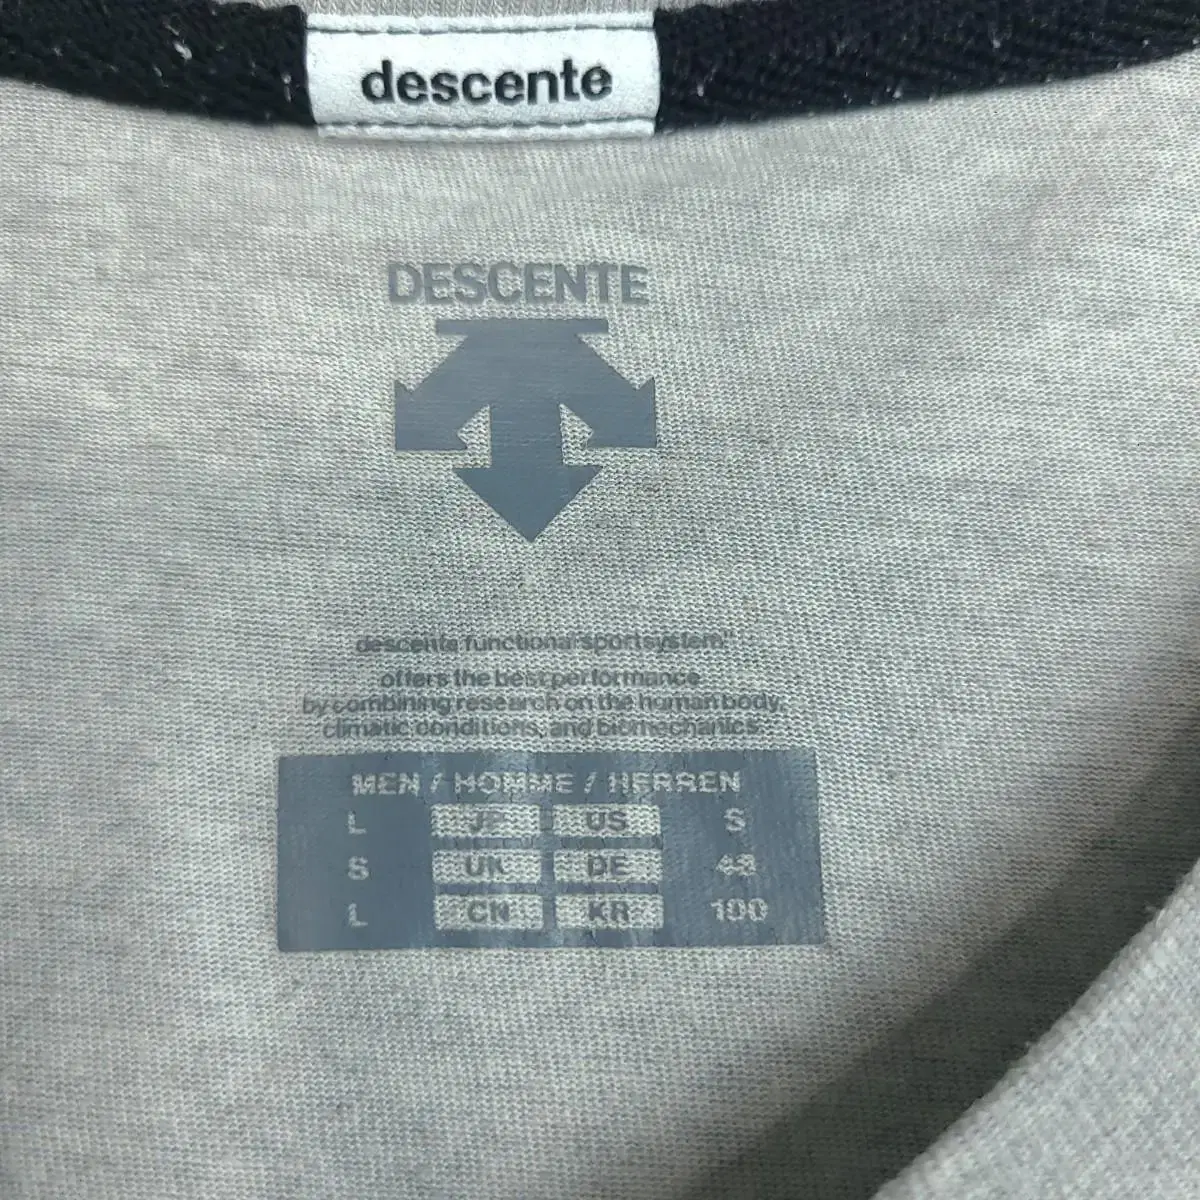 descente
DESCENTE
descente functional sport system"
offers the best performance
by combining research on the human body,
climatic conditions, and biomechanics.
MEN / HOMME / HERREN
L JP US S
S UK DE 48
L CN KR 100